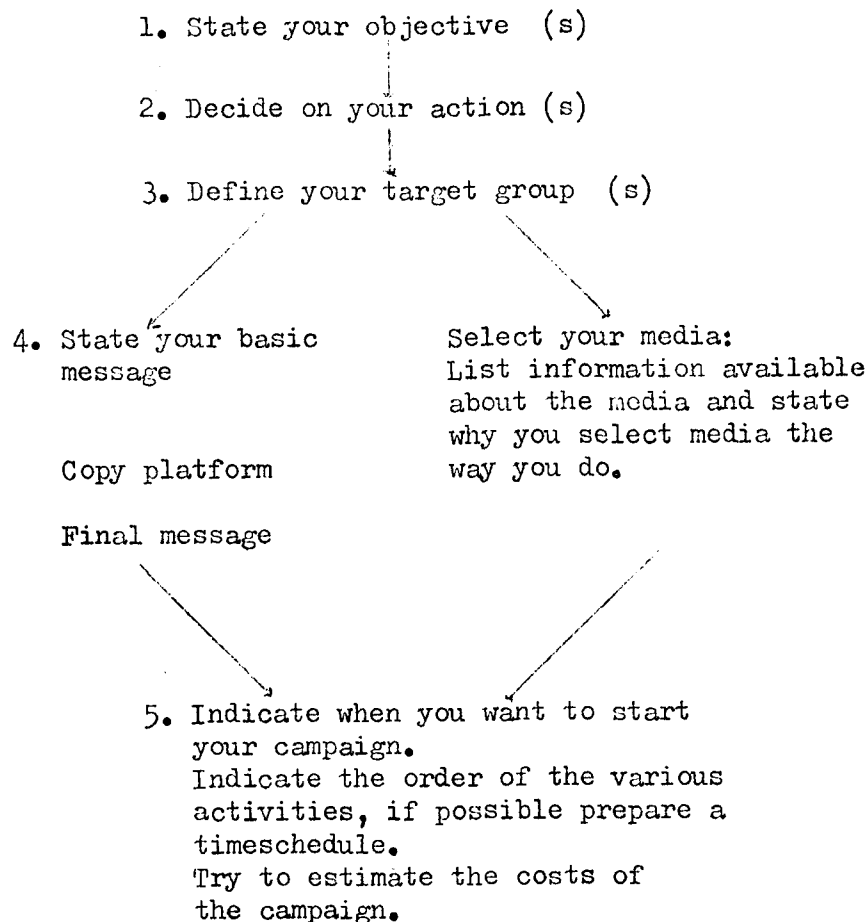 1. State your objective (s)
2. Decide on your action (s)
3. Define your target group (s)
4. State your basic
message
Copy platform
Final message
Select your media:
List information available
about the media and state
why you select media the
way you do.
5. Indicate when you want to start
your campaign.
Indicate the order of the various
activities, if possible prepare a
timeschedule.
Try to estimate the costs of
the campaign.